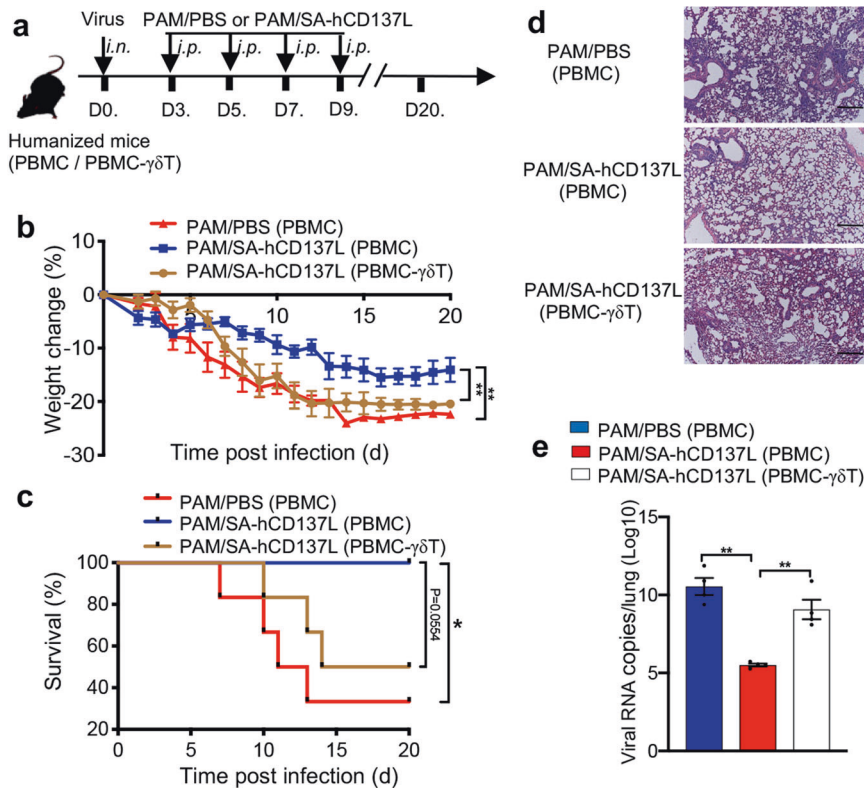 a
Virus
PAM/PBS or PAM/SA-hCD137L
i.n.
i.p.
i.p.
i.p.
i.p.
D0.
D3.
D5.
D7.
D9.
D20.
Humanized mice
(PBMC / PBMC-γδT)
b
PAM/PBS (PBMC)
PAM/SA-hCD137L (PBMC)
PAM/SA-hCD137L (PBMC-γδT)
Weight change (%)
10
0
-10
-20
-30
5
10
15
20
**
**
Time post infection (d)
c
PAM/PBS (PBMC)
PAM/SA-hCD137L (PBMC)
PAM/SA-hCD137L (PBMC-γδT)
Survival (%)
100
80
60
40
20
P=0.0554
*
0
5
10
15
20
Time post infection (d)
d
PAM/PBS
(PBMC)
PAM/SA-hCD137L
(PBMC)
PAM/SA-hCD137L
(PBMC-γδT)
e
PAM/PBS (PBMC)
PAM/SA-hCD137L (PBMC)
PAM/SA-hCD137L (PBMC-γδT)
Viral RNA copies/lung (Log10)
15
10
5
0
**
**